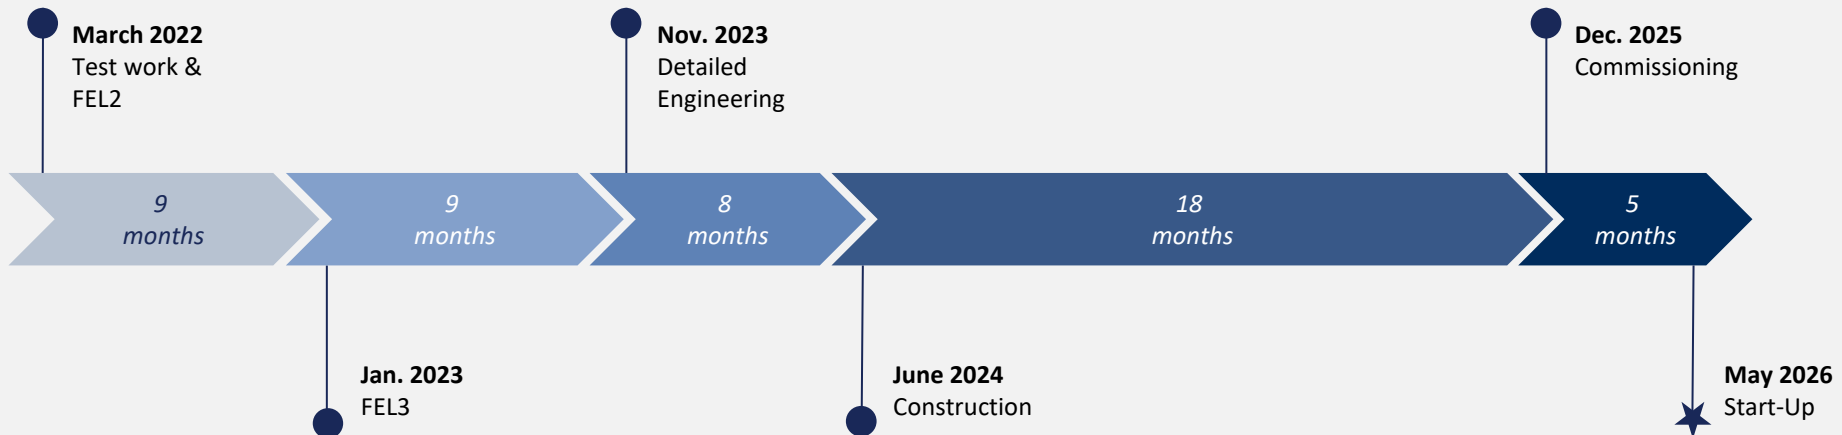 March 2022
Test work &
FEL2
Nov. 2023
Detailed
Engineering
Dec. 2025
Commissioning
9
months
9
months
8
months
18
months
5
months
Jan. 2023
FEL3
June 2024
Construction
May 2026
Start-Up